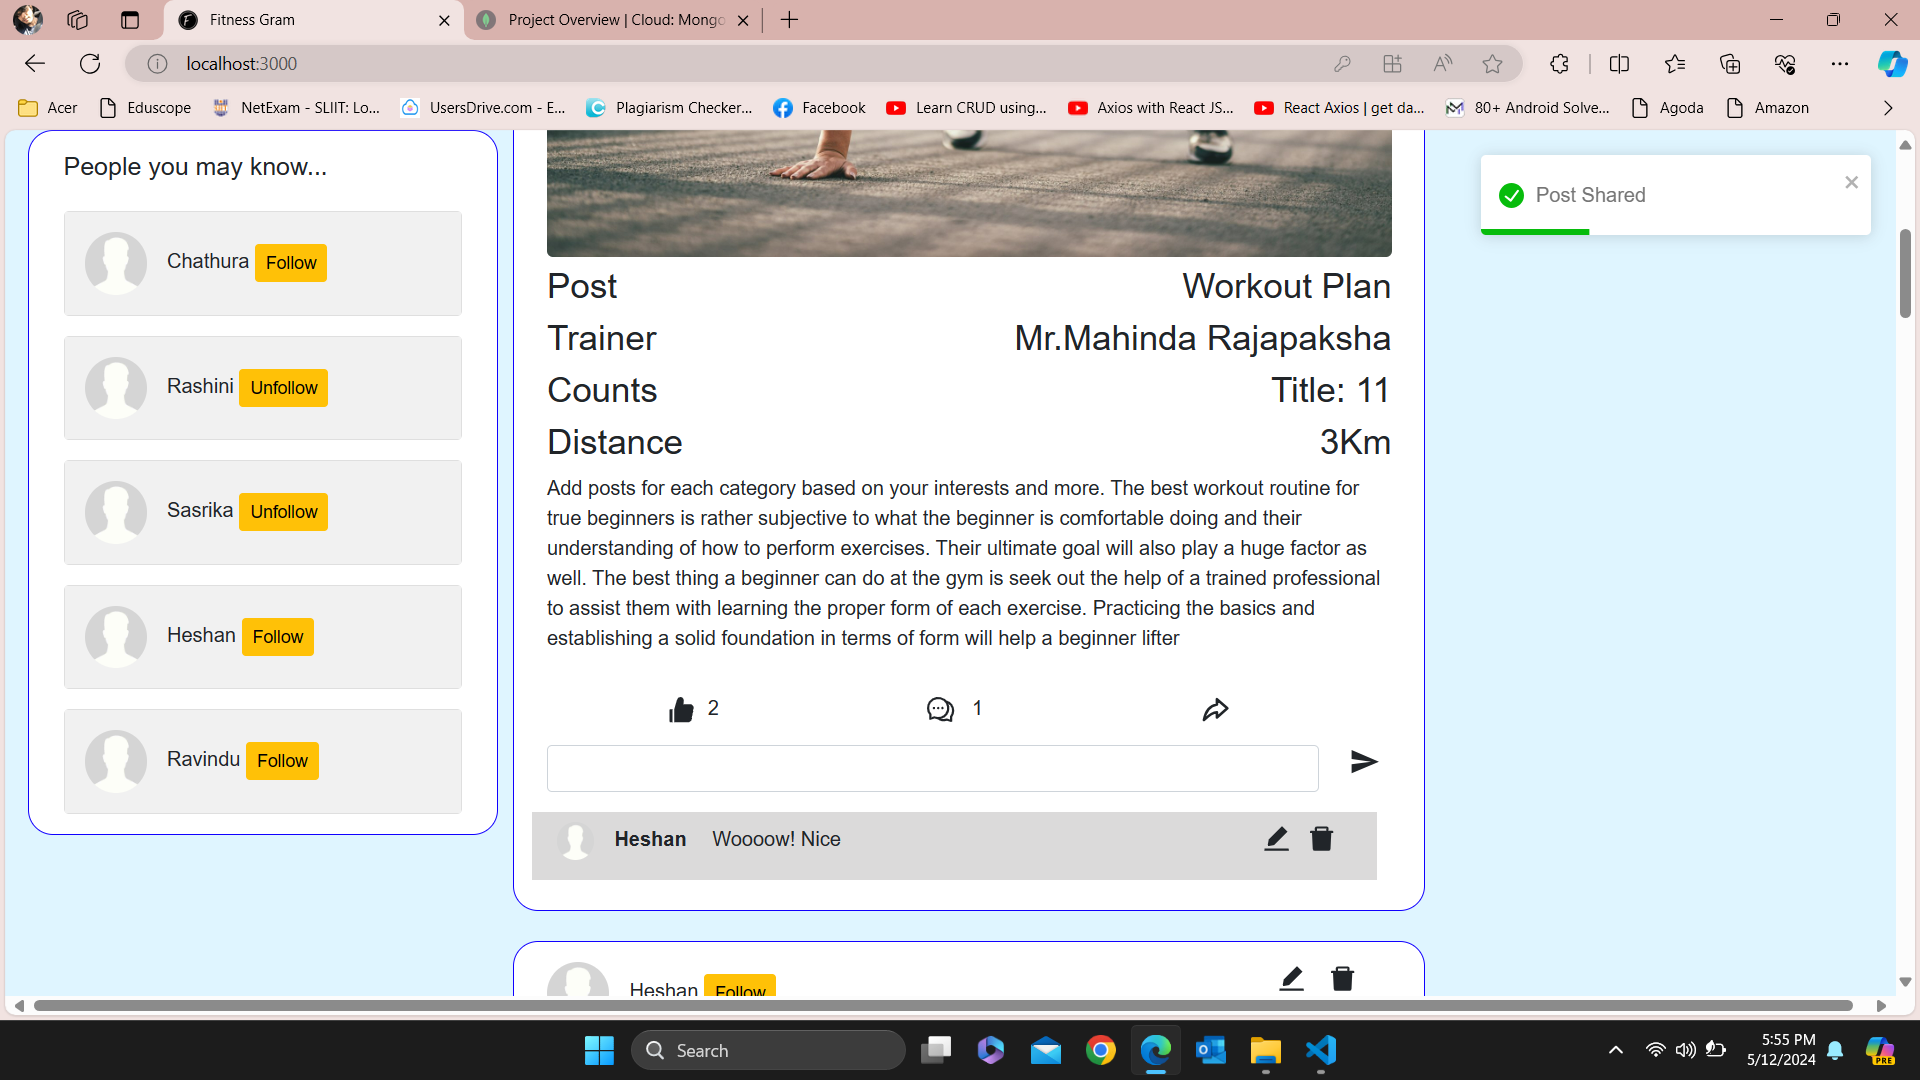 Fitness Gram
Project Overview | Cloud: Mongo
localhost:3000
Acer
Eduscope
NetExam - SLIIT: Lo...
UsersDrive.com - E...
Plagiarism Checker...
Facebook
Learn CRUD using...
Axios with React JS...
React Axios | get da...
80+ Android Solve...
Agoda
Amazon
People you may know...
Chathura Follow
Rashini Unfollow
Sasrika Unfollow
Heshan Follow
Ravindu Follow
Post Workout Plan
Trainer Mr.Mahinda Rajapaksha
Counts Title: 11
Distance 3Km
Add posts for each category based on your interests and more. The best workout routine for
true beginners is rather subjective to what the beginner is comfortable doing and their
understanding of how to perform exercises. Their ultimate goal will also play a huge factor as
well. The best thing a beginner can do at the gym is seek out the help of a trained professional
to assist them with learning the proper form of each exercise. Practicing the basics and
establishing a solid foundation in terms of form will help a beginner lifter
2 1
Heshan Woooow! Nice
Heshan Follow
Post Shared
Search
5:55 PM
5/12/2024
PRE